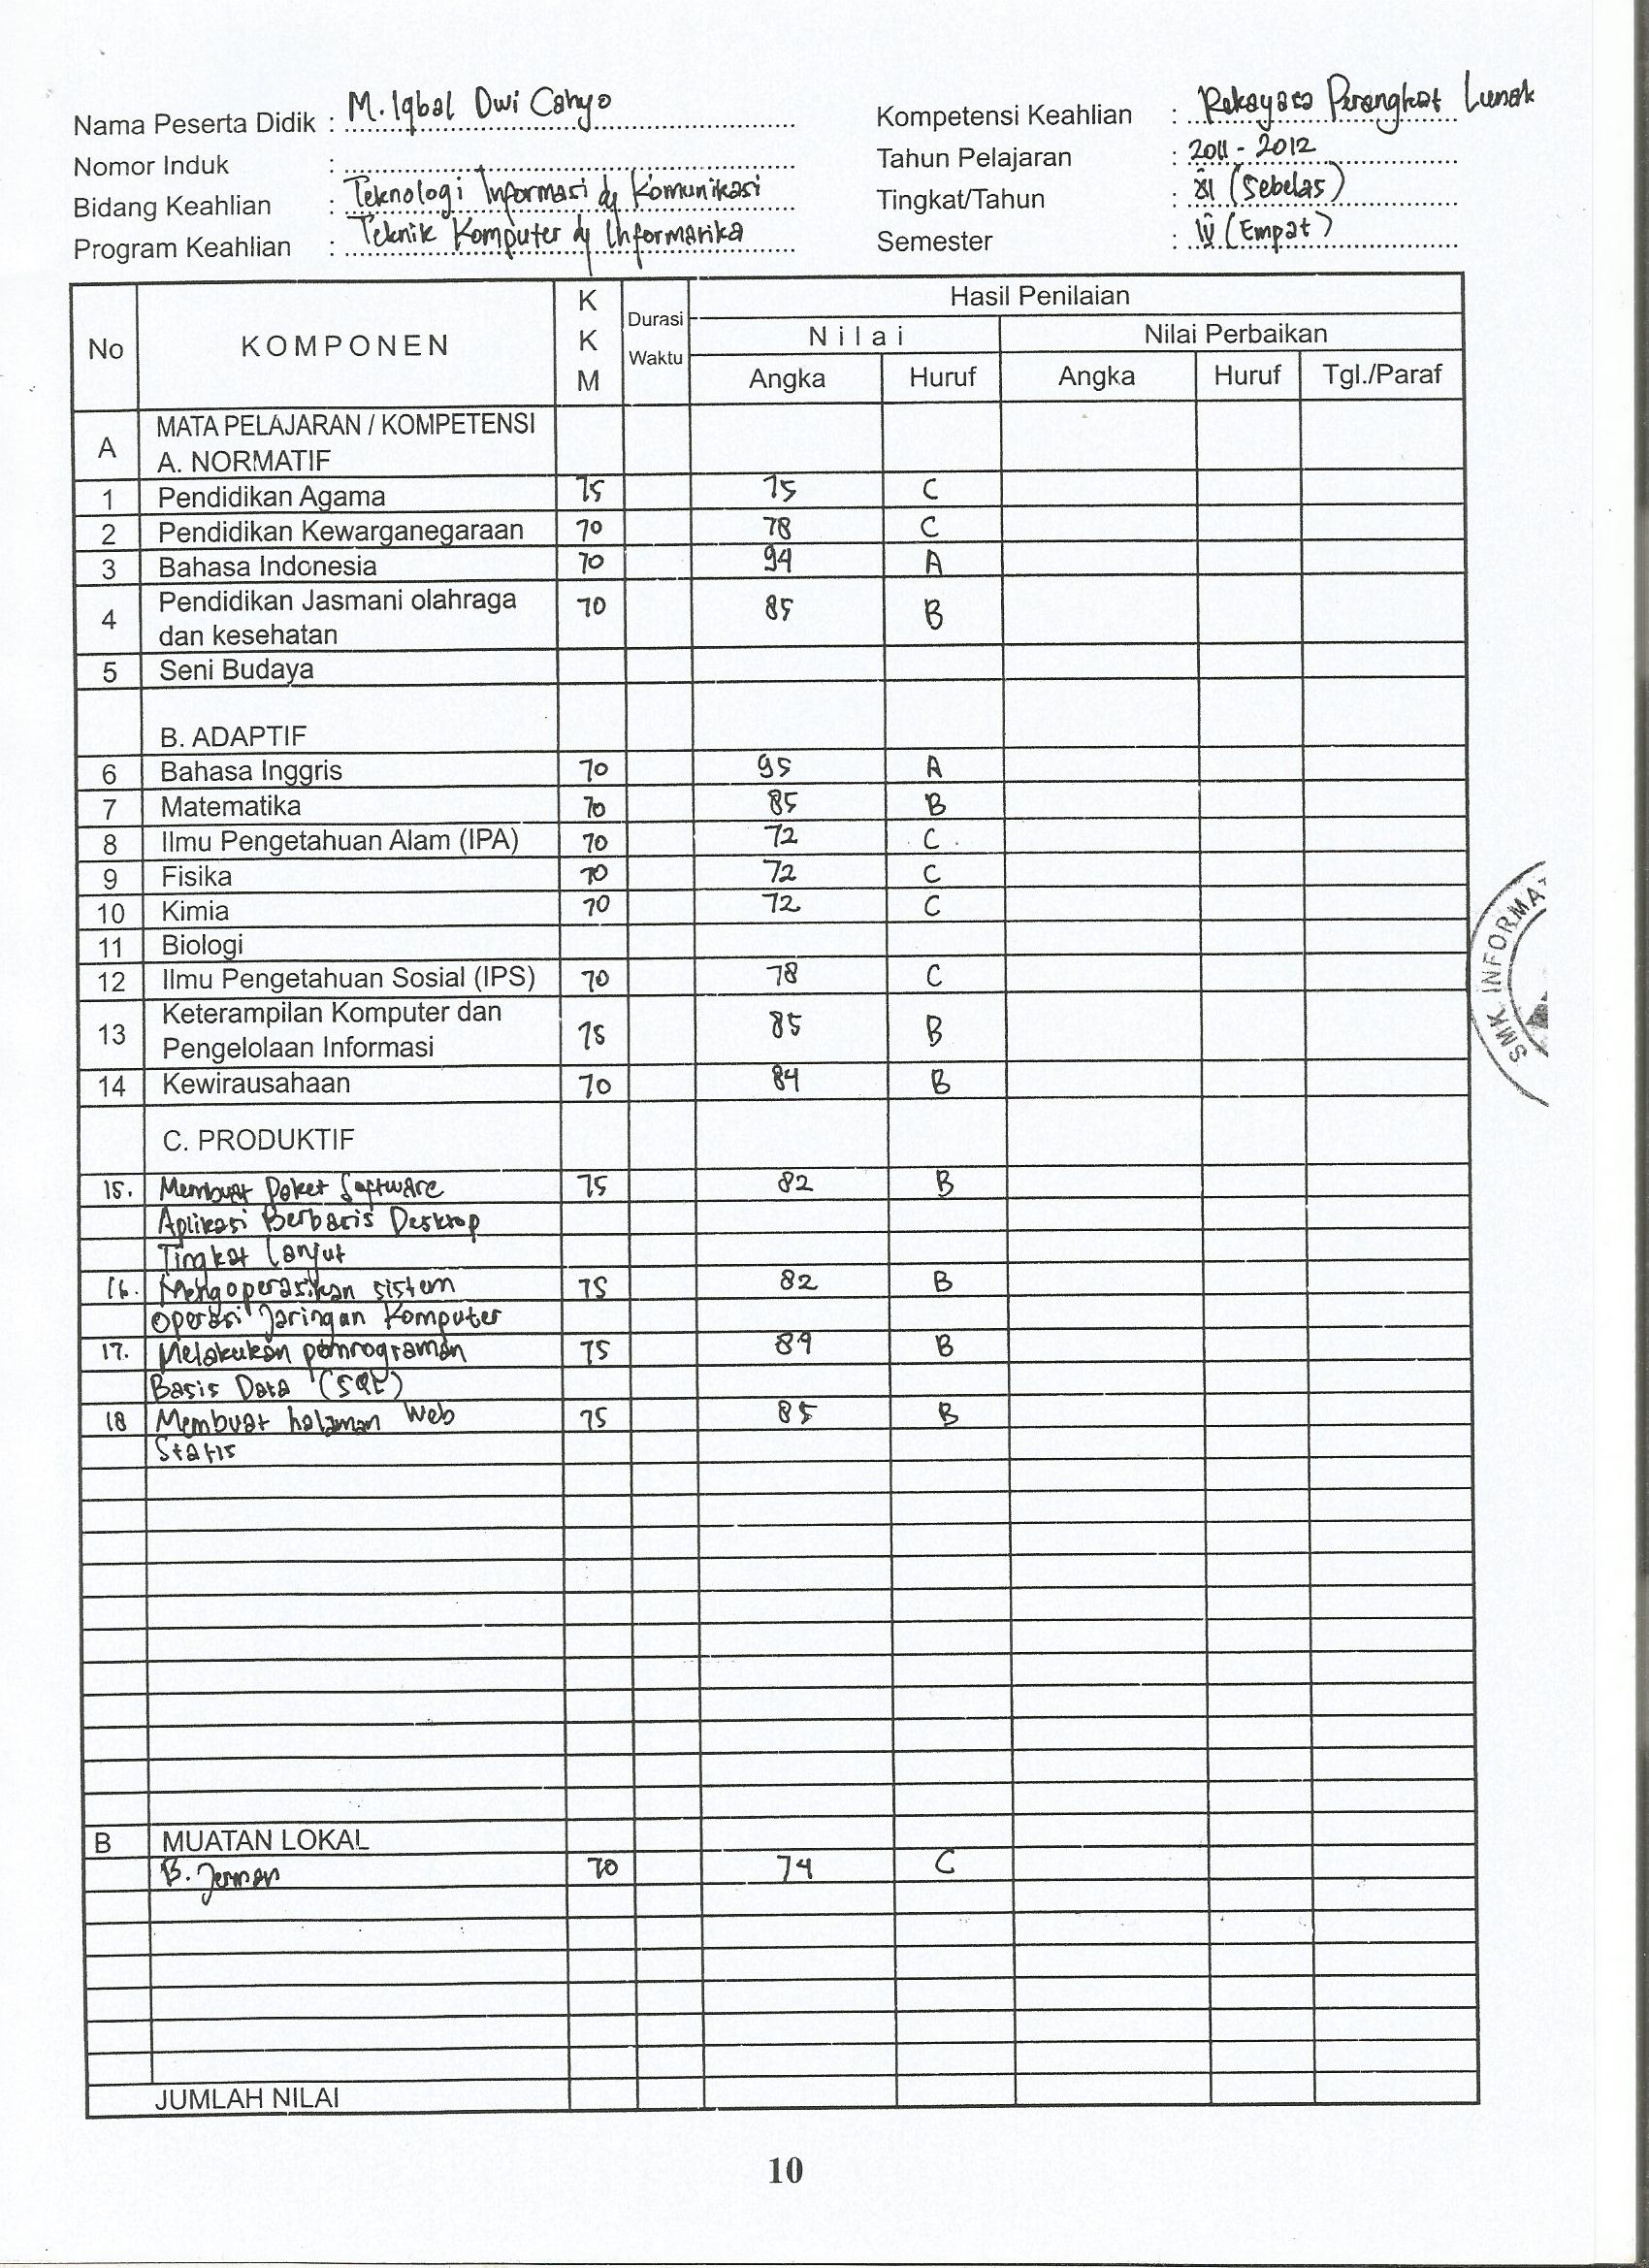 Nama Peserta Didik : M. Iqbal Dwi Cahyo
Nomor Induk :
Bidang Keahlian : Teknologi Informasi dg Komunikasi
Program Keahlian : Teknik Komputer dg Informatika
Kompetensi Keahlian : Rekayasa Perangkat Lunak
Tahun Pelajaran : 2011 - 2012
Tingkat/Tahun : XI (Sebelas)
Semester : IV (Empat)
No KOMPONEN KKM Durasi Waktu Hasil Penilaian
Nilai Nilai Perbaikan
Angka Huruf Angka Huruf Tgl./Paraf
A MATA PELAJARAN / KOMPETENSI
A. NORMATIF
1 Pendidikan Agama 75 75 C
2 Pendidikan Kewarganegaraan 70 78 C
3 Bahasa Indonesia 70 94 A
4 Pendidikan Jasmani olahraga 70 85 B
dan kesehatan
5 Seni Budaya
B. ADAPTIF
6 Bahasa Inggris 70 95 A
7 Matematika 70 85 B
8 Ilmu Pengetahuan Alam (IPA) 70 72 C
9 Fisika 70 72 C
10 Kimia 70 72 C
11 Biologi
12 Ilmu Pengetahuan Sosial (IPS) 70 78 C
13 Keterampilan Komputer dan 75 85 B
Pengelolaan Informasi
14 Kewirausahaan 70 84 B
C. PRODUKTIF
15. Membuat Paket Software 75 82 B
Aplikasi Berbasis Desktop
Tingkat Lanjut
16. Mengoperasikan sistem 75 82 B
operasi Jaringan Komputer
17. Melakukan pemrograman 75 89 B
Basis Data (SQL)
18 Membuat halaman Web 75 85 B
Statis
B MUATAN LOKAL
B. Jerman 70 74 C
JUMLAH NILAI
10
SMK INFORMA